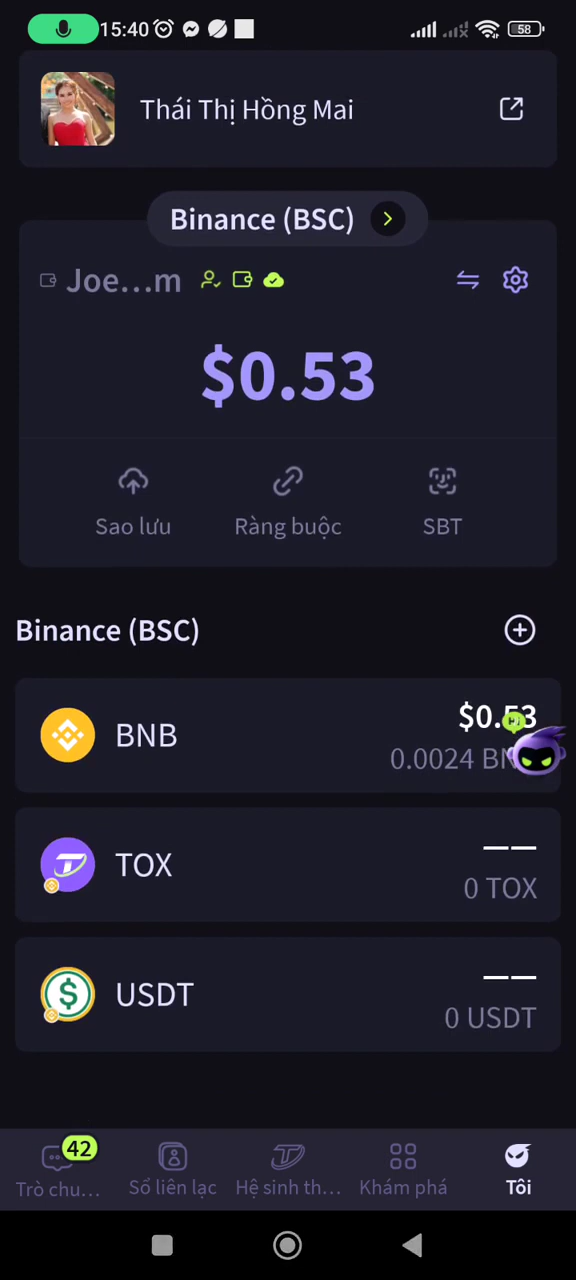 15:40
58
Thái Thị Hồng Mai
Binance (BSC)
Joe...m
$0.53
Sao lưu
Ràng buộc
SBT
Binance (BSC)
BNB
$0.53
0.0024
TOX
0 TOX
USDT
0 USDT
42
Trò chu...
Sổ liên lạc
Hệ sinh th...
Khám phá
Tôi